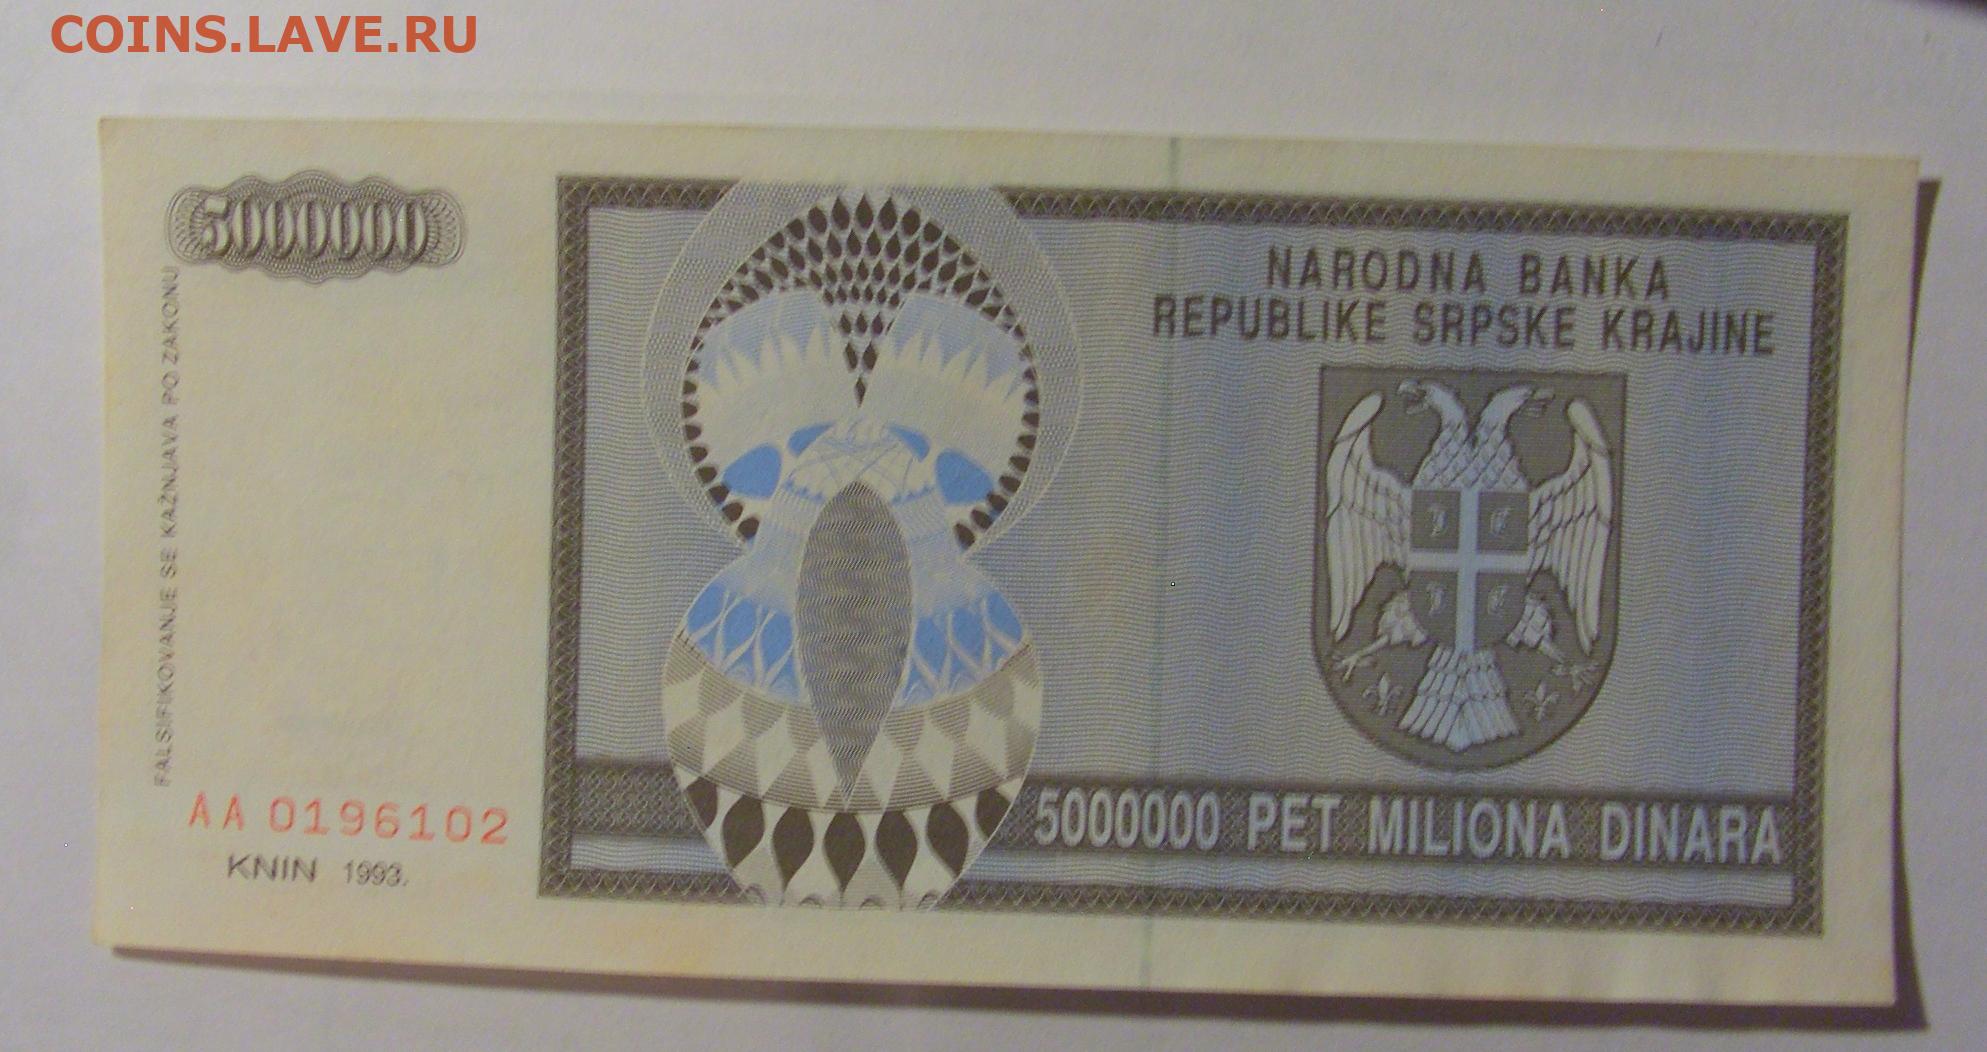 COINS.LAVE.RU
5000000
FALSIFIKOVANJE SE KAŽNJAVA PO ZAKONU
NARODNA BANKA
REPUBLIKE SRPSKE KRAJINE
5000000 PET MILIONA DINARA
AA 0196102
KNIN 1993.